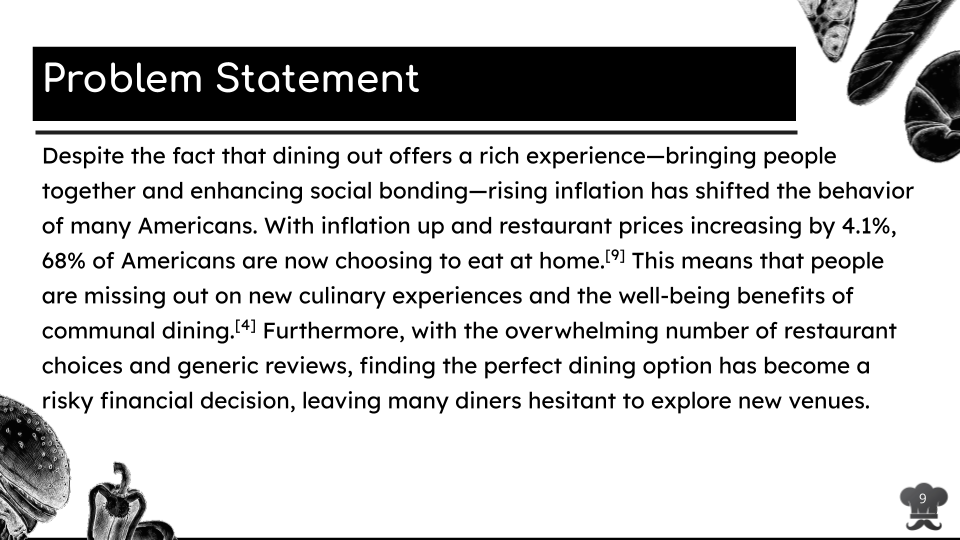 Problem Statement
Despite the fact that dining out offers a rich experience—bringing people
together and enhancing social bonding—rising inflation has shifted the behavior
of many Americans. With inflation up and restaurant prices increasing by 4.1%,
68% of Americans are now choosing to eat at home.[9] This means that people
are missing out on new culinary experiences and the well-being benefits of
communal dining.[4] Furthermore, with the overwhelming number of restaurant
choices and generic reviews, finding the perfect dining option has become a
risky financial decision, leaving many diners hesitant to explore new venues.
9